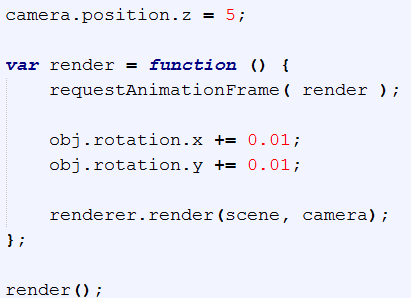 camera.position.z = 5;
var render = function () {
requestAnimationFrame( render );
obj.rotation.x += 0.01;
obj.rotation.y += 0.01;
renderer.render(scene, camera);
};
render();